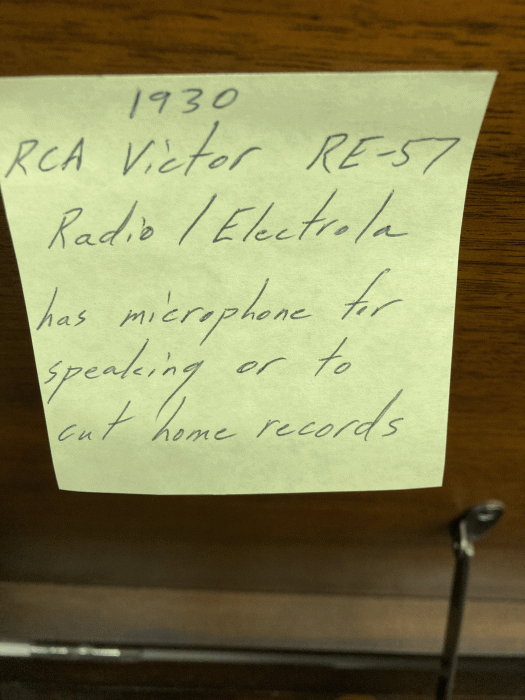 1930
RCA Victor RE-57
Radio / Electrola
has microphone for
speaking or to
cut home records